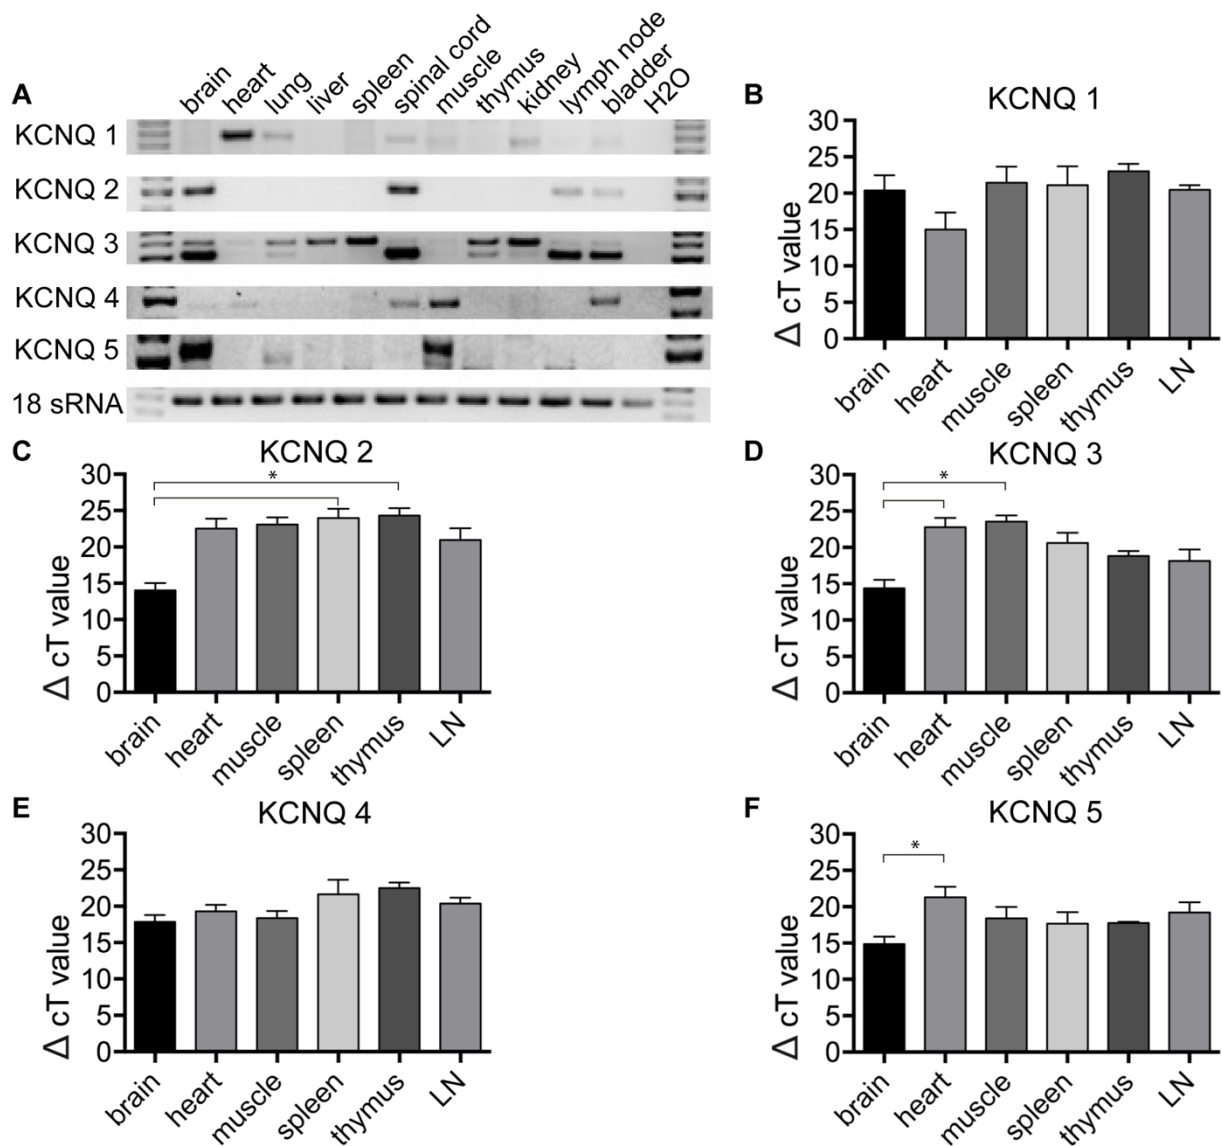 A
brain heart lung liver spleen spinal cord muscle thymus kidney lymph node bladder H2O
KCNQ 1
KCNQ 2
KCNQ 3
KCNQ 4
KCNQ 5
18 sRNA
B
KCNQ 1
Δ cT value
30
25
20
15
10
5
0
brain heart muscle spleen thymus LN
C
KCNQ 2
*
Δ cT value
30
25
20
15
10
5
0
brain heart muscle spleen thymus LN
D
KCNQ 3
*
Δ cT value
30
25
20
15
10
5
0
brain heart muscle spleen thymus LN
E
KCNQ 4
Δ cT value
30
25
20
15
10
5
0
brain heart muscle spleen thymus LN
F
KCNQ 5
*
Δ cT value
30
25
20
15
10
5
0
brain heart muscle spleen thymus LN